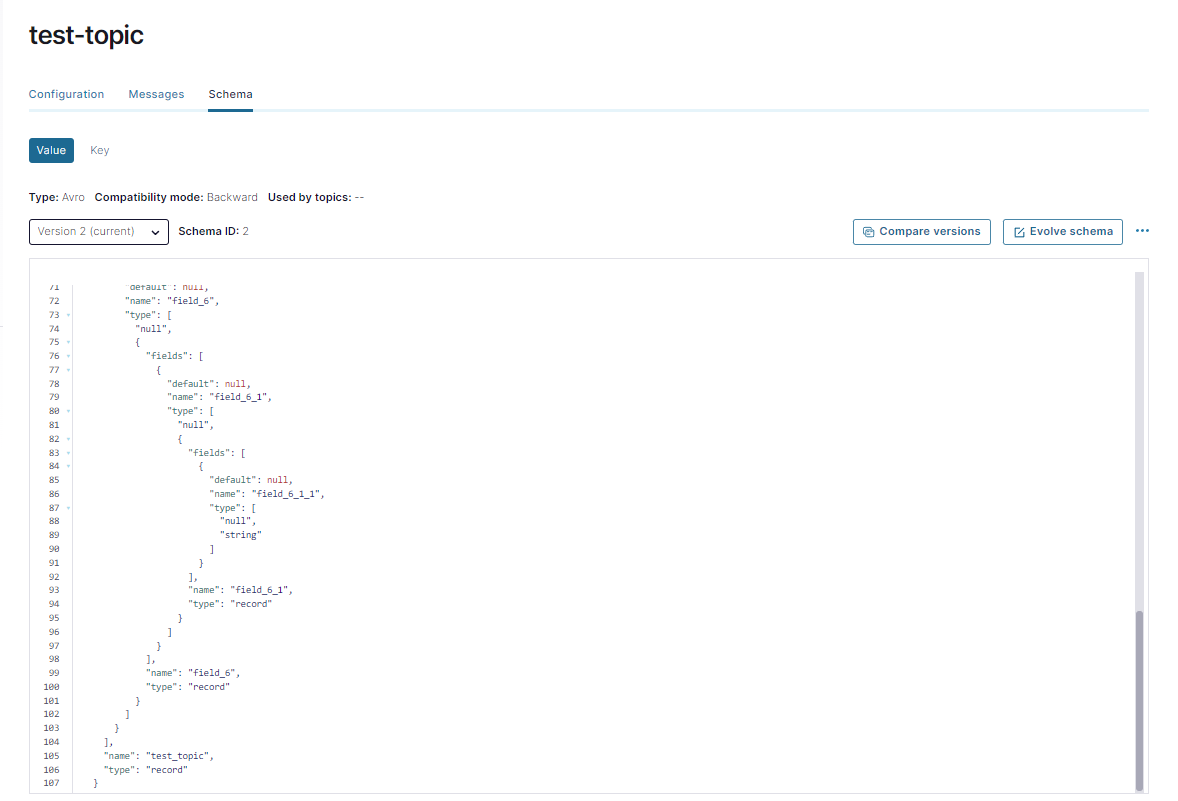 test-topic
Configuration Messages Schema
Value Key
Type: Avro Compatibility mode: Backward Used by topics: --
Version 2 (current) Schema ID: 2 Compare versions Evolve schema
71 "default": null,
72 "name": "field_6",
73 "type": [
74 "null",
75 {
76 "fields": [
77 {
78 "default": null,
79 "name": "field_6_1",
80 "type": [
81 "null",
82 {
83 "fields": [
84 {
85 "default": null,
86 "name": "field_6_1_1",
87 "type": [
88 "null",
89 "string"
90 ]
91 }
92 ],
93 "name": "field_6_1",
94 "type": "record"
95 }
96 ]
97 }
98 ],
99 "name": "field_6",
100 "type": "record"
101 }
102 ]
103 }
104 ],
105 "name": "test_topic",
106 "type": "record"
107 }